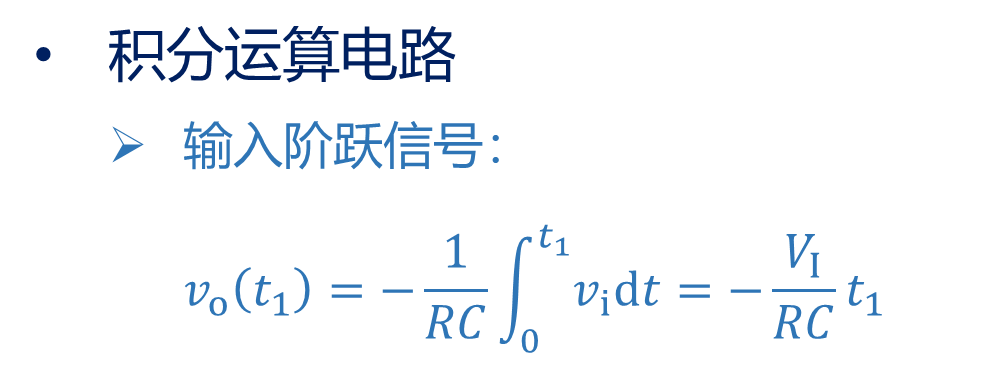 • 积分运算电路
➢ 输入阶跃信号：
v_o(t_1) = −\frac{1}{RC}\int_0^{t_1} v_i dt = −\frac{V_I}{RC} t_1